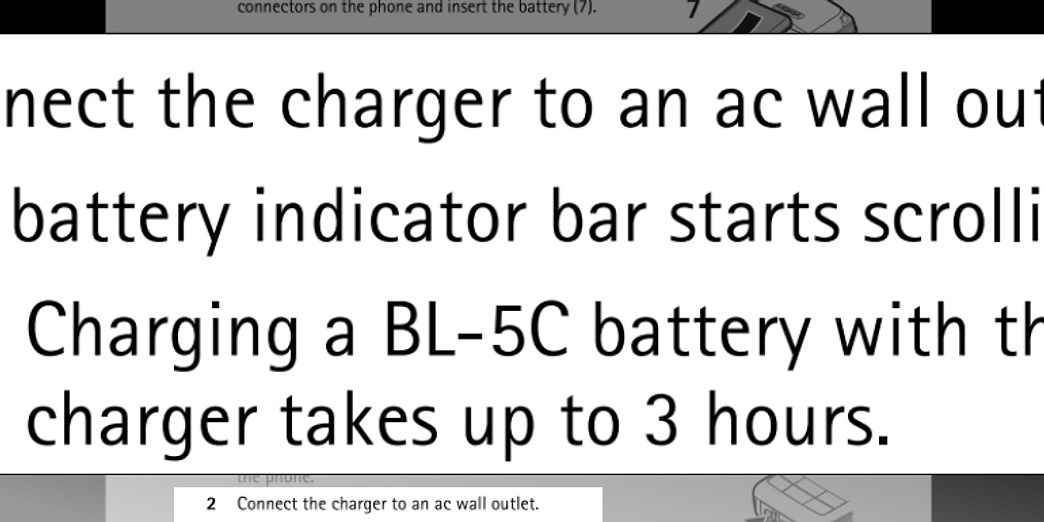 connectors on the phone and insert the battery (7).
7
nect the charger to an ac wall out
battery indicator bar starts scrolli
Charging a BL-5C battery with th
charger takes up to 3 hours.
the phone.
2 Connect the charger to an ac wall outlet.